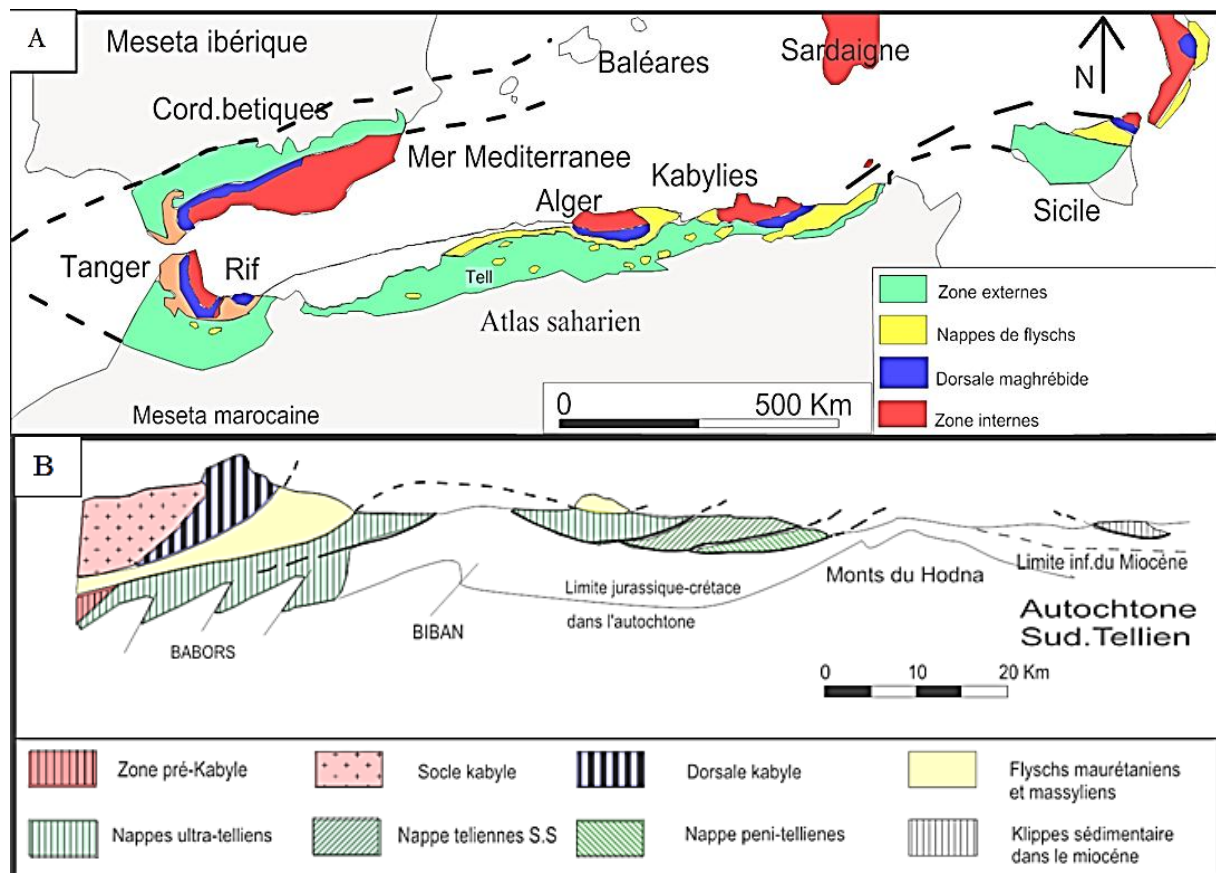 A
Meseta ibérique
Cord.betiques
Baléares
Sardaigne
N
Mer Mediterranee
Kabylies
Alger
Sicile
Tanger
Rif
Tell
Atlas saharien
Meseta marocaine
0 500 Km
Zone externes
Nappes de flyschs
Dorsale maghrébide
Zone internes
B
BABORS
BIBAN
Limite jurassique-crétace
dans l'autochtone
Monts du Hodna
Limite inf.du Miocéne
Autochtone
Sud.Tellien
0 10 20 Km
Zone pré-Kabyle
Socle kabyle
Dorsale kabyle
Flyschs maurétaniens
et massyliens
Nappes ultra-telliens
Nappe teliennes S.S
Nappe peni-tellienes
Klippes sédimentaire
dans le miocéne